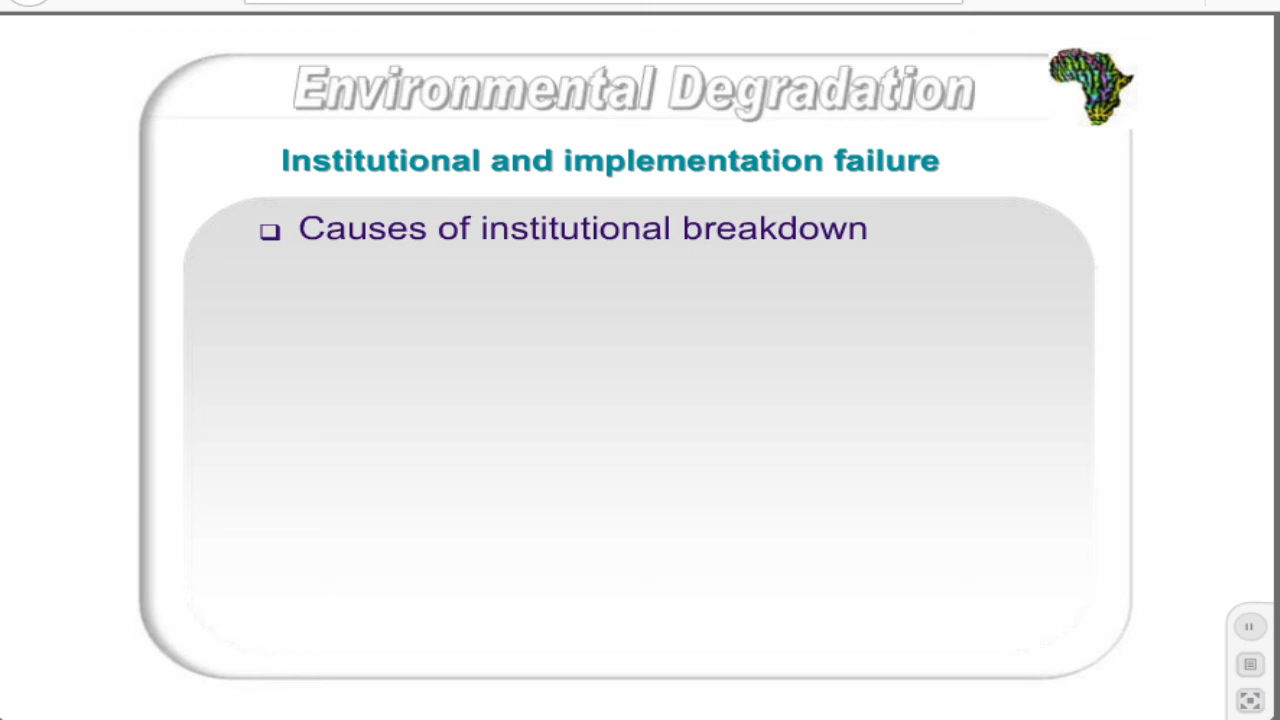 Environmental Degradation
Institutional and implementation failure
❑ Causes of institutional breakdown